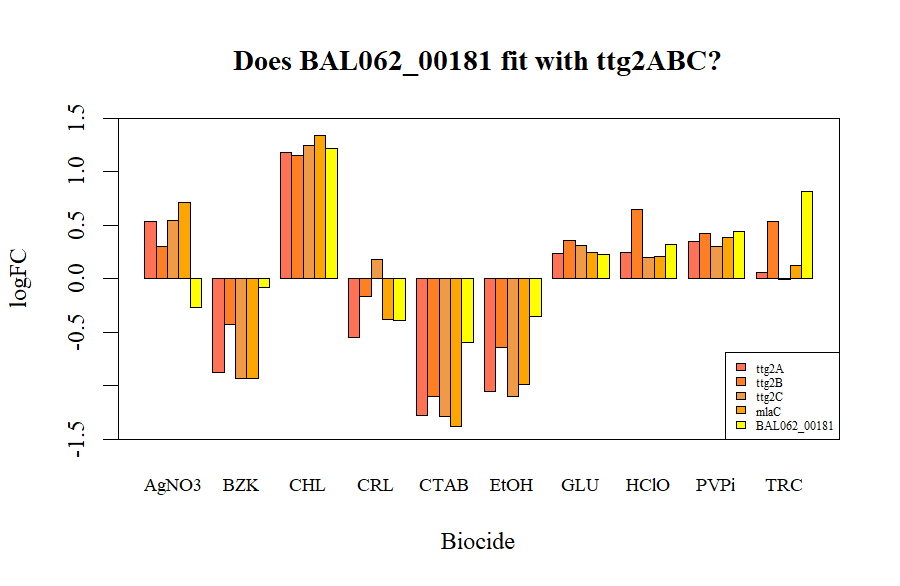 Does BAL062_00181 fit with ttg2ABC?
logFC
1.5
1.0
0.5
0.0
-0.5
-1.5
ttg2A
ttg2B
ttg2C
mlaC
BAL062_00181
AgNO3 BZK CHL CRL CTAB EtOH GLU HClO PVPi TRC
Biocide